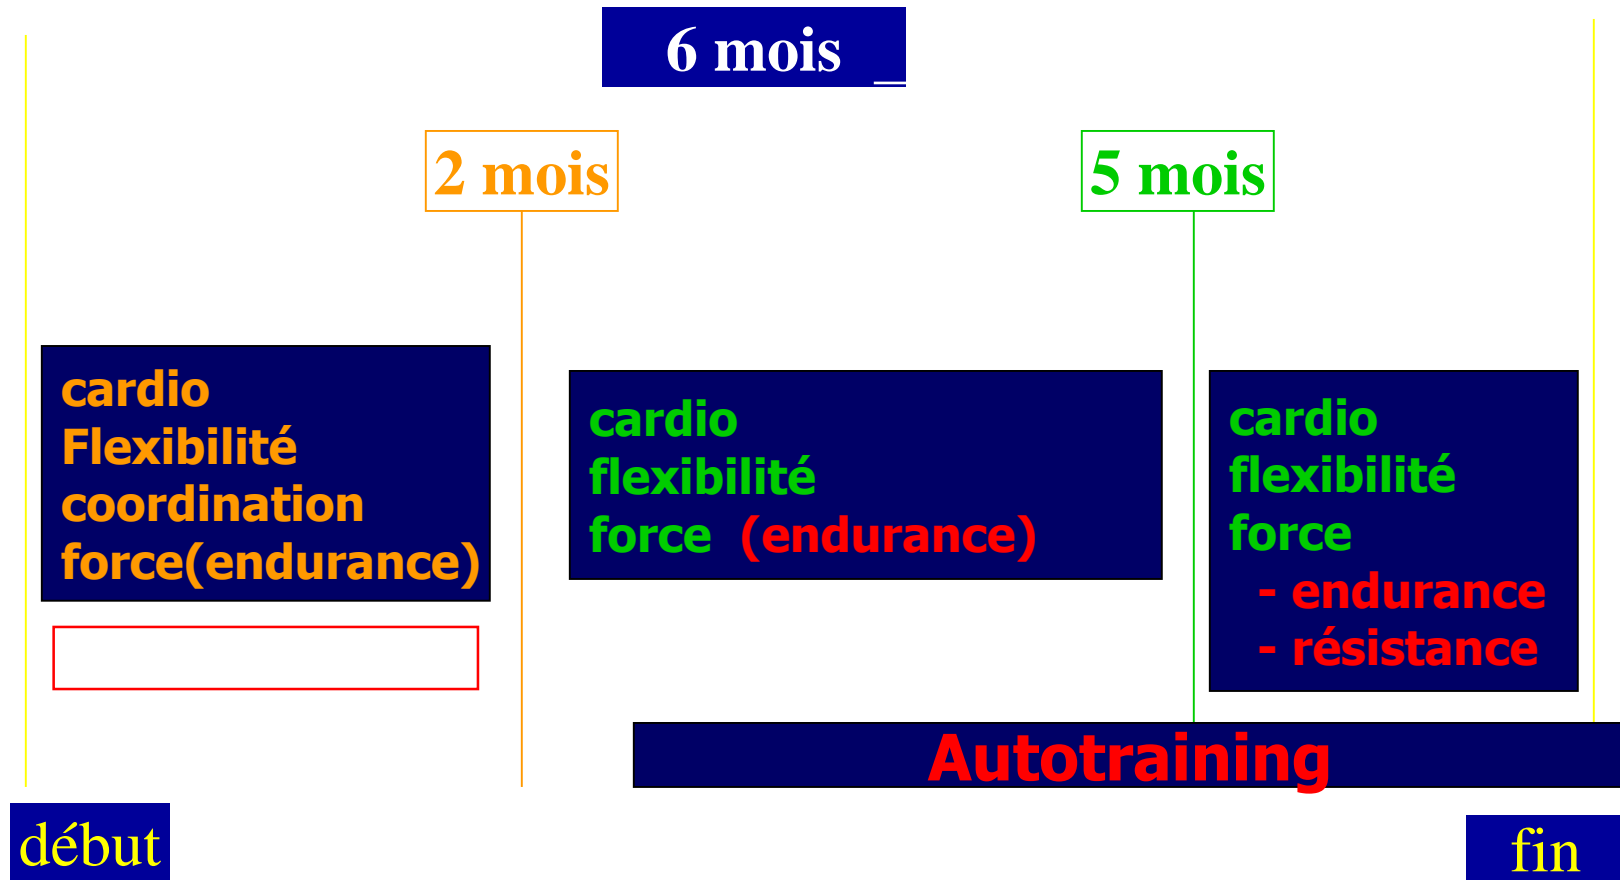 6 mois _
2 mois
5 mois
cardio
Flexibilité
coordination
force(endurance)
cardio
flexibilité
force (endurance)
cardio
flexibilité
force
- endurance
- résistance
Autotraining
début
fin